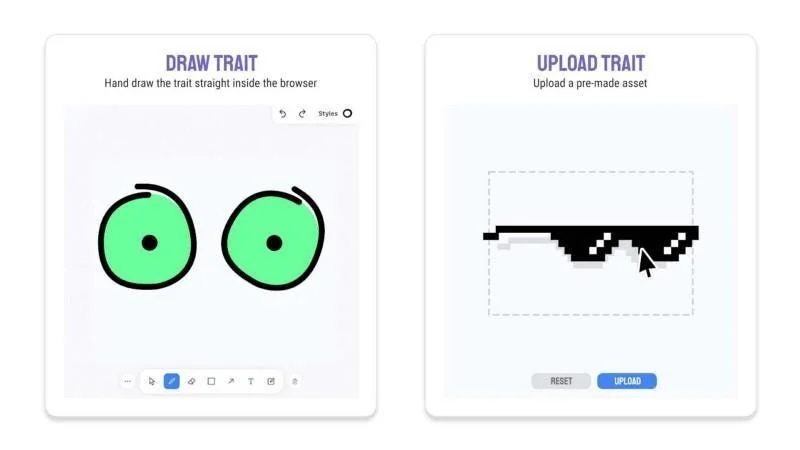 DRAW TRAIT
Hand draw the trait straight inside the browser
Styles
UPLOAD TRAIT
Upload a pre-made asset
RESET
UPLOAD